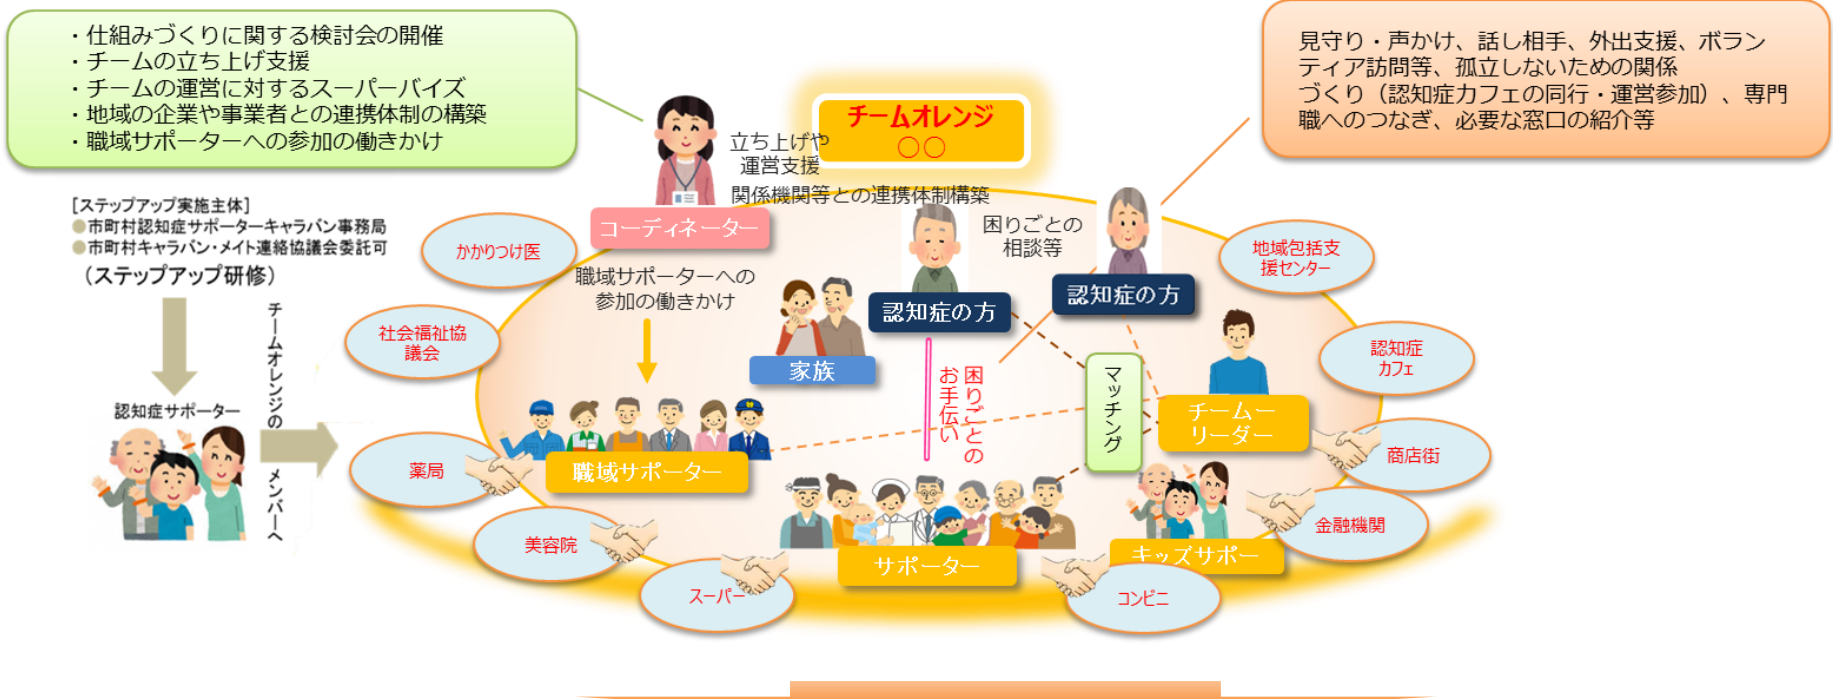 ・仕組みづくりに関する検討会の開催
・チームの立ち上げ支援
・チームの運営に対するスーパーバイズ
・地域の企業や事業者との連携体制の構築
・職域サポーターへの参加の働きかけ
見守り・声かけ、話し相手、外出支援、ボラン
ティア訪問等、孤立しないための関係
づくり（認知症カフェの同行・運営参加）、専門
職へのつなぎ、必要な窓口の紹介等
チームオレンジ
〇〇
立ち上げや
運営支援
関係機関等との連携体制構築
コーディネーター
困りごとの
相談等
［ステップアップ実施主体］
●市町村認知症サポーターキャラバン事務局
●市町村キャラバン・メイト連絡協議会委託可
（ステップアップ研修）
チームオレンジの
メンバーへ
認知症サポーター
かかりつけ医
社会福祉協
議会
薬局
美容院
スーパー
コンビニ
金融機関
商店街
認知症
カフェ
地域包括支
援センター
職域サポーターへの
参加の働きかけ
認知症の方
認知症の方
家族
困りごとの
お手伝い
マッチング
チームー
リーダー
職域サポーター
サポーター
キッズサポー